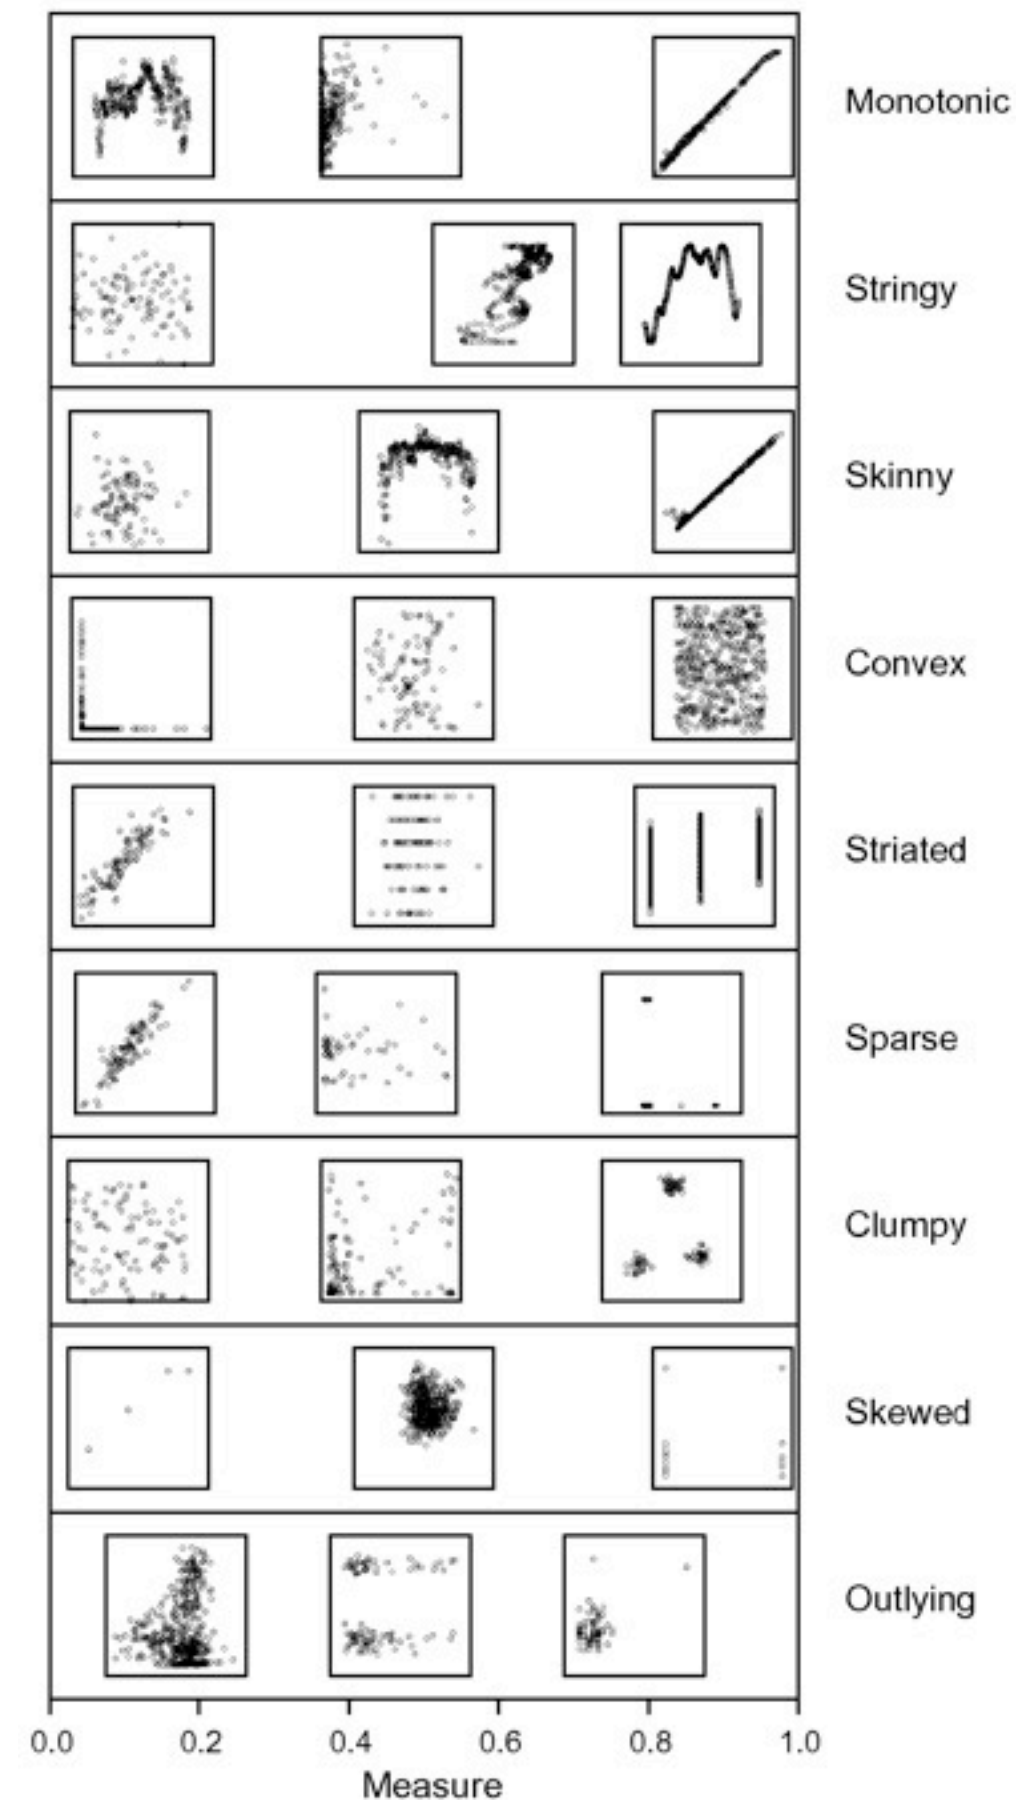 Monotonic
Stringy
Skinny
Convex
Striated
Sparse
Clumpy
Skewed
Outlying
0.0 0.2 0.4 0.6 0.8 1.0
Measure